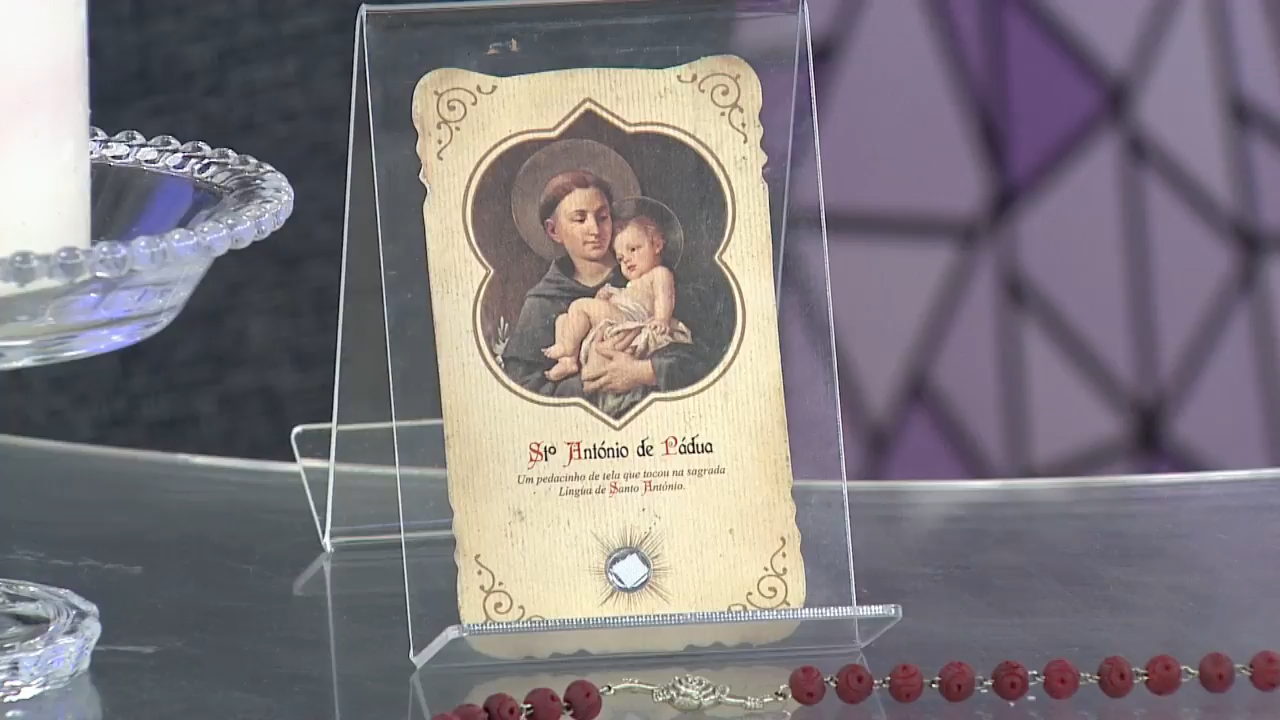 Sto António de Pádua
Um pedacinho de tela que tocou na sagrada
Língua de Santo António.